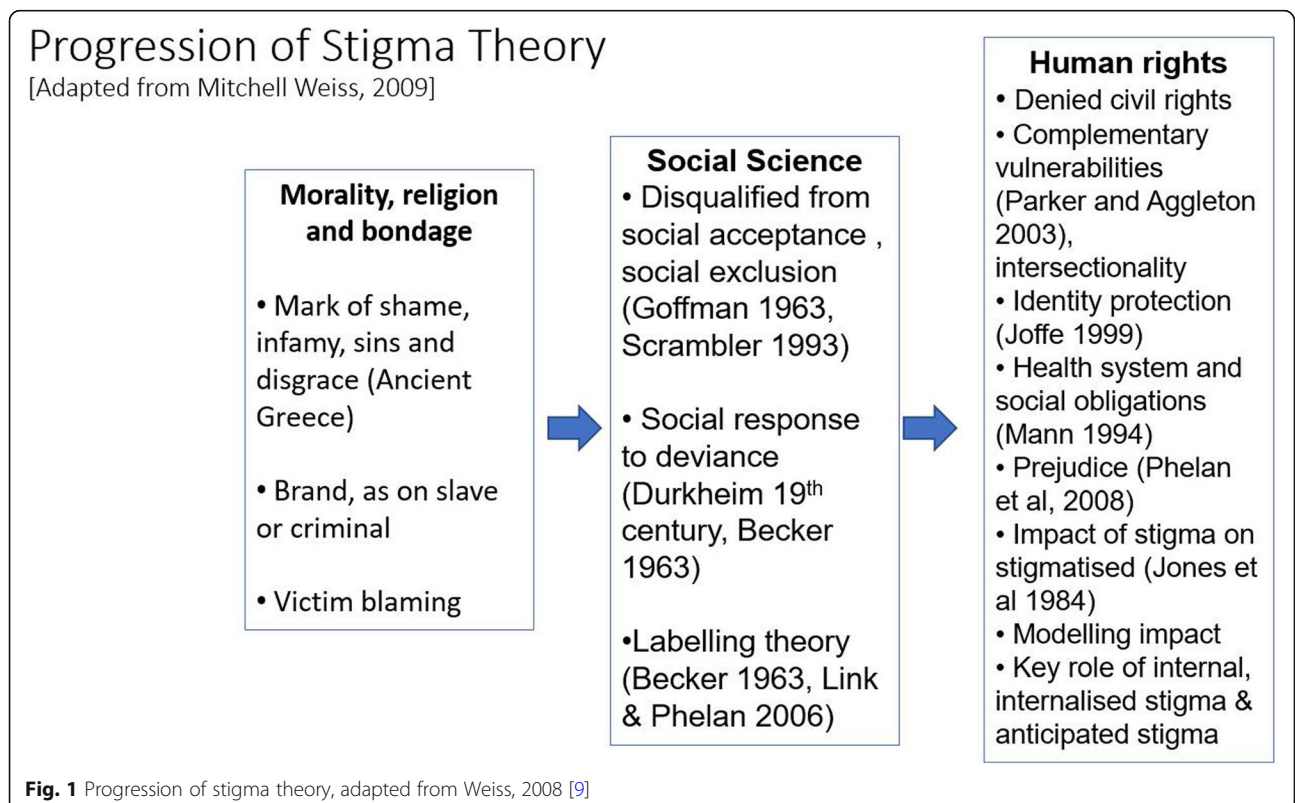 Progression of Stigma Theory
[Adapted from Mitchell Weiss, 2009]
Morality, religion
and bondage
• Mark of shame,
infamy, sins and
disgrace (Ancient
Greece)
• Brand, as on slave
or criminal
• Victim blaming
Social Science
• Disqualified from
social acceptance ,
social exclusion
(Goffman 1963,
Scrambler 1993)
• Social response
to deviance
(Durkheim 19th
century, Becker
1963)
•Labelling theory
(Becker 1963, Link
& Phelan 2006)
Human rights
• Denied civil rights
• Complementary
vulnerabilities
(Parker and Aggleton
2003),
intersectionality
• Identity protection
(Joffe 1999)
• Health system and
social obligations
(Mann 1994)
• Prejudice (Phelan
et al, 2008)
• Impact of stigma on
stigmatised (Jones et
al 1984)
• Modelling impact
• Key role of internal,
internalised stigma &
anticipated stigma
Fig. 1 Progression of stigma theory, adapted from Weiss, 2008 [9]